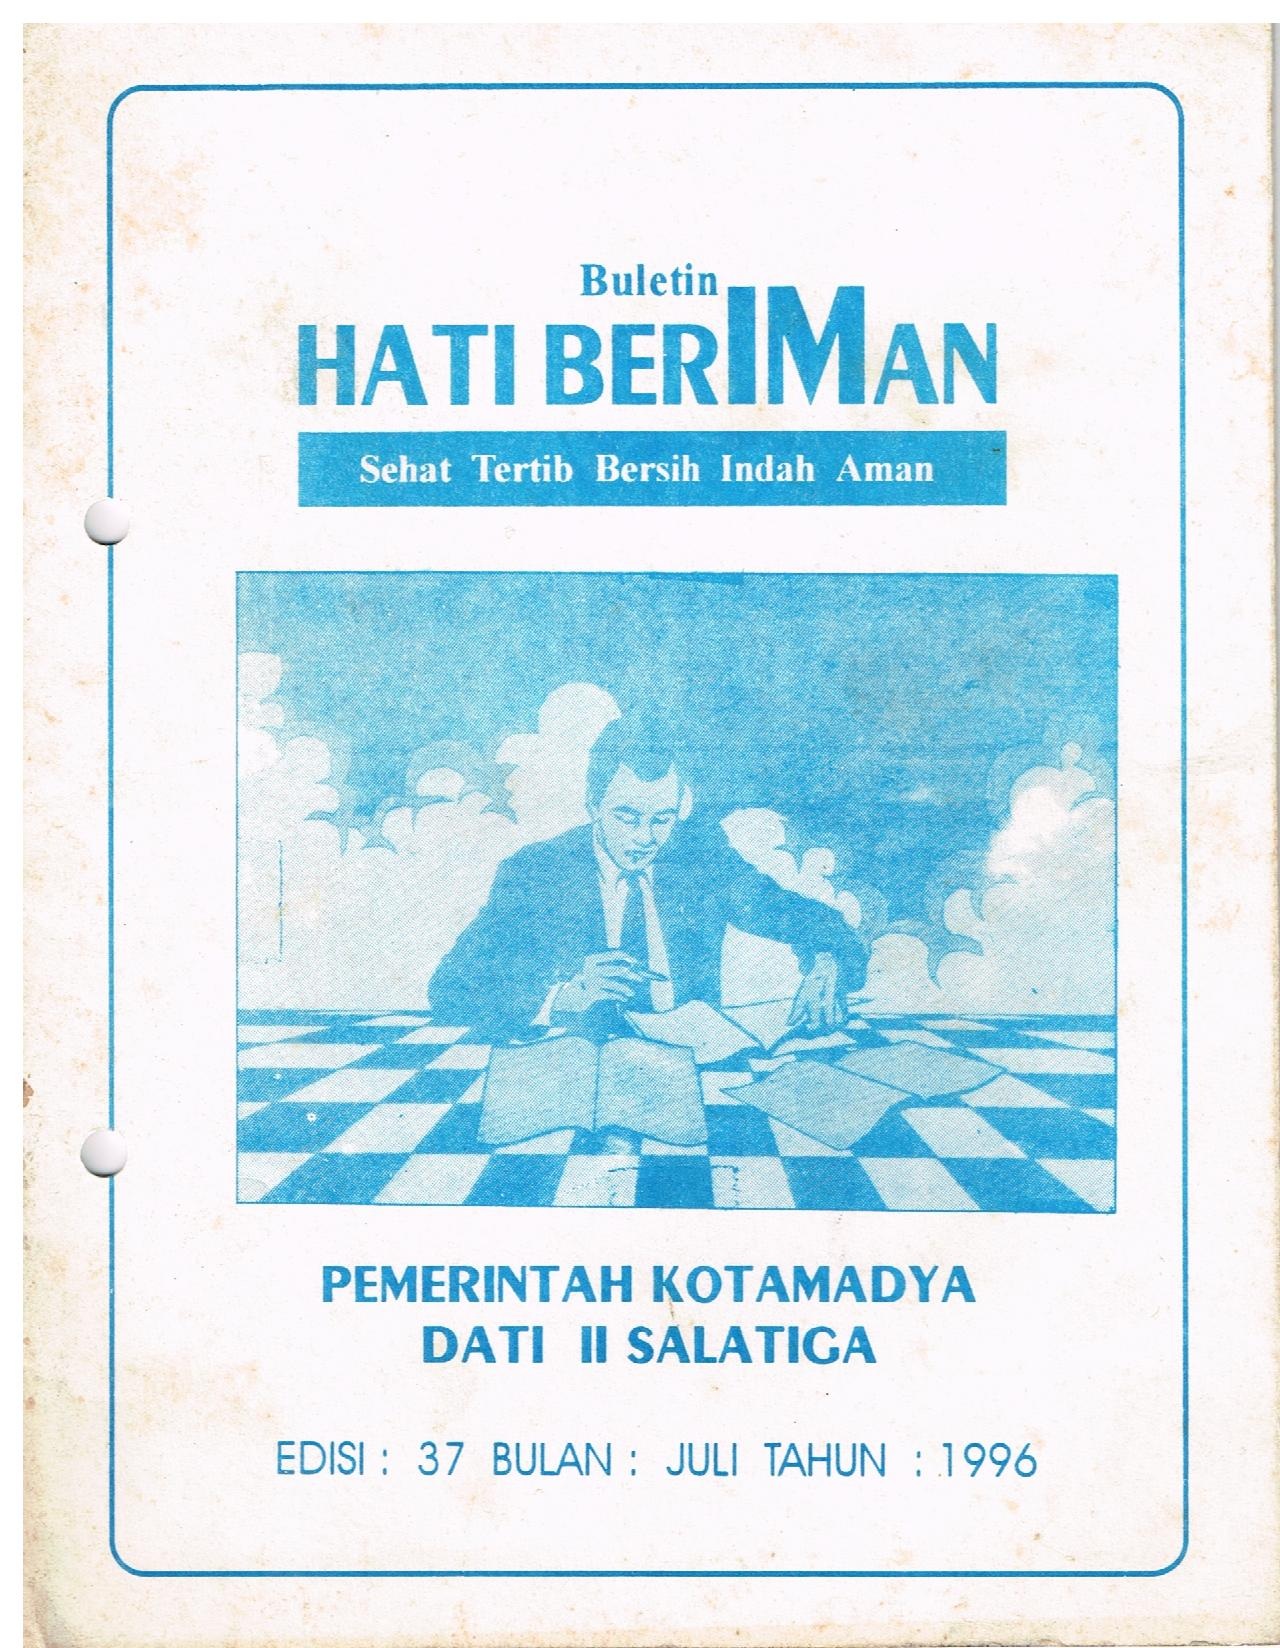 Buletin
HATI BERIMAN
Sehat Tertib Bersih Indah Aman
PEMERINTAH KOTAMADYA
DATI II SALATIGA
EDISI : 37 BULAN : JULI TAHUN : 1996